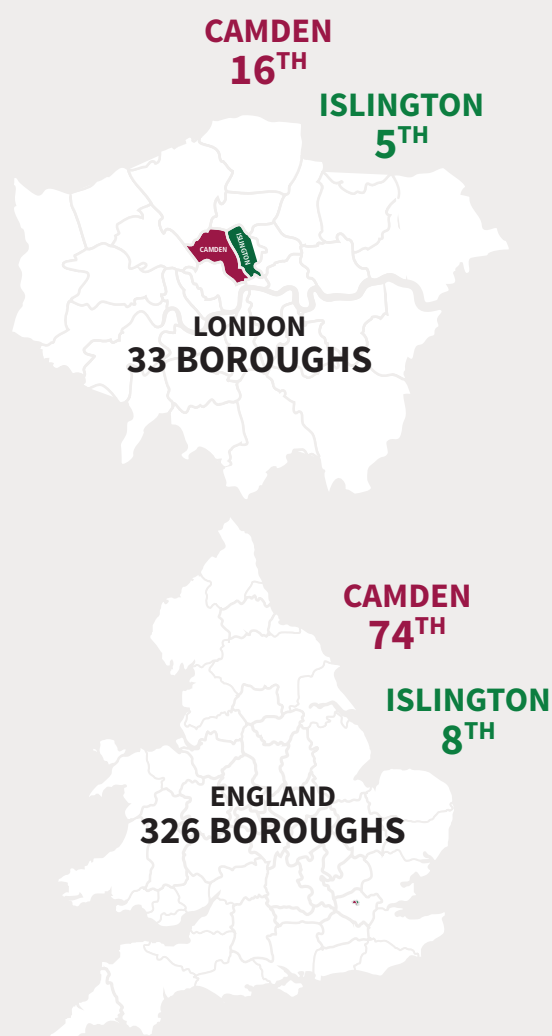 CAMDEN
16TH
ISLINGTON
5TH
CAMDEN
ISLINGTON
LONDON
33 BOROUGHS
CAMDEN
74TH
ISLINGTON
8TH
ENGLAND
326 BOROUGHS